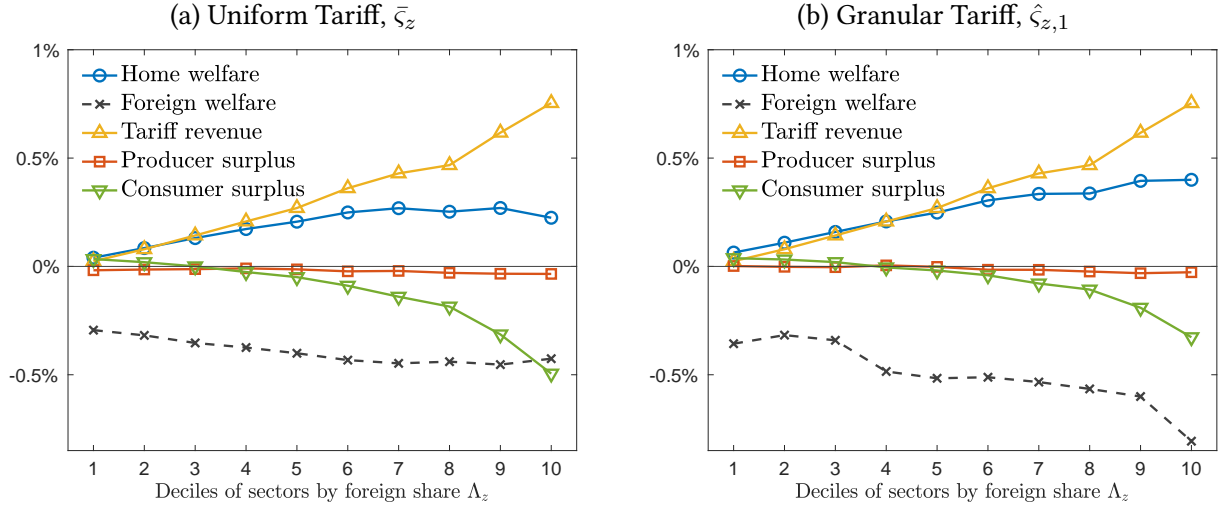 (a) Uniform Tariff, ς̄_z
1%
0.5%
0%
-0.5%
Home welfare
Foreign welfare
Tariff revenue
Producer surplus
Consumer surplus
1 2 3 4 5 6 7 8 9 10
Deciles of sectors by foreign share Λ_z
(b) Granular Tariff, ς̂_{z,1}
1%
0.5%
0%
-0.5%
Home welfare
Foreign welfare
Tariff revenue
Producer surplus
Consumer surplus
1 2 3 4 5 6 7 8 9 10
Deciles of sectors by foreign share Λ_z